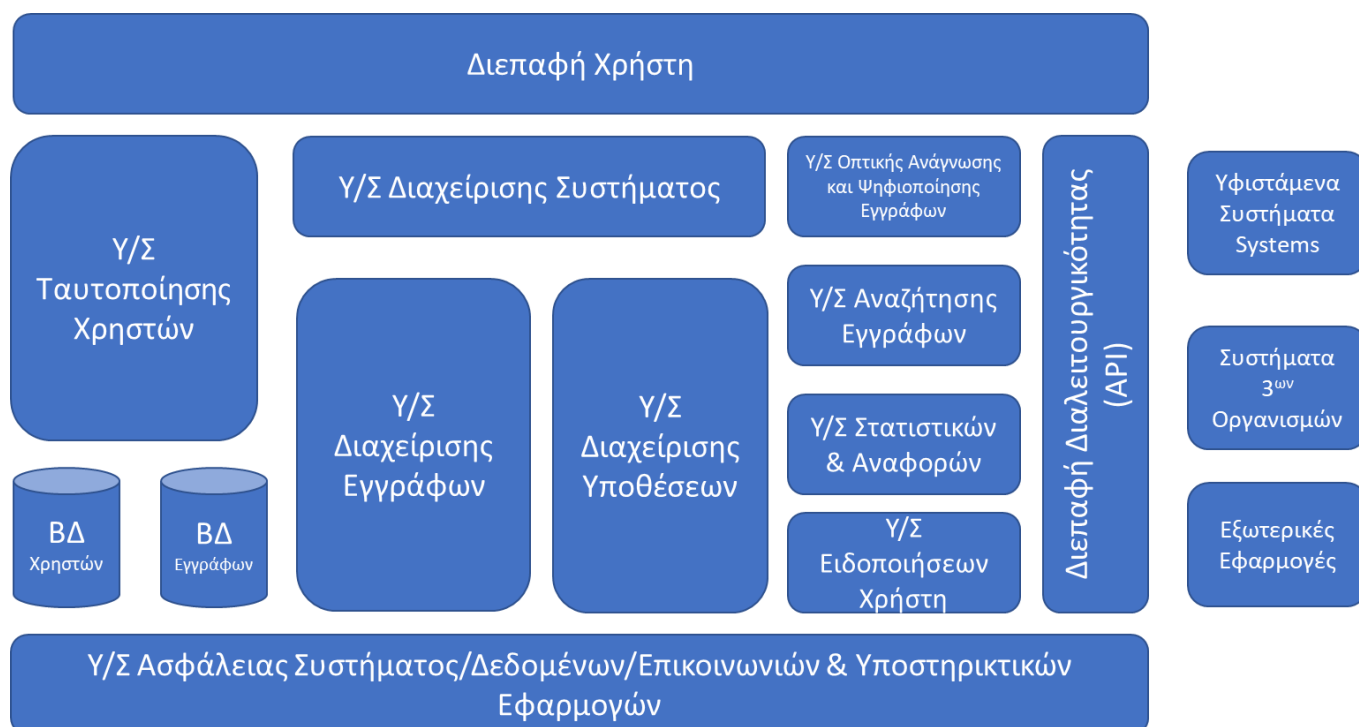 Διεπαφή Χρήστη
Υ/Σ
Ταυτοποίησης
Χρηστών
Υ/Σ Διαχείρισης Συστήματος
Υ/Σ Οπτικής Ανάγνωσης
και Ψηφιοποίησης
Εγγράφων
Υ/Σ
Διαχείρισης
Εγγράφων
Υ/Σ
Διαχείρισης
Υποθέσεων
Υ/Σ Αναζήτησης
Εγγράφων
Υ/Σ Στατιστικών
& Αναφορών
Υ/Σ
Ειδοποιήσεων
Χρήστη
Διεπαφή Διαλειτουργικότητας
(API)
Υφιστάμενα
Συστήματα
Systems
Συστήματα
3ων
Οργανισμών
Εξωτερικές
Εφαρμογές
ΒΔ
Χρηστών
ΒΔ
Εγγράφων
Υ/Σ Ασφάλειας Συστήματος/Δεδομένων/Επικοινωνιών & Υποστηρικτικών
Εφαρμογών